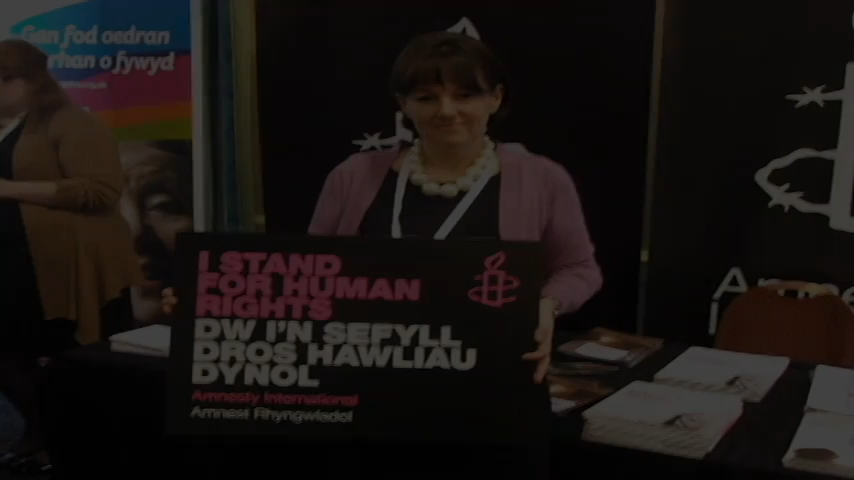 Gan fod oedran
rhan o fywyd
I STAND
FOR HUMAN
RIGHTS
DW I'N SEFYLL
DROS HAWLIAU
DYNOL
Amnesty International
Amnest Rhyngwladol